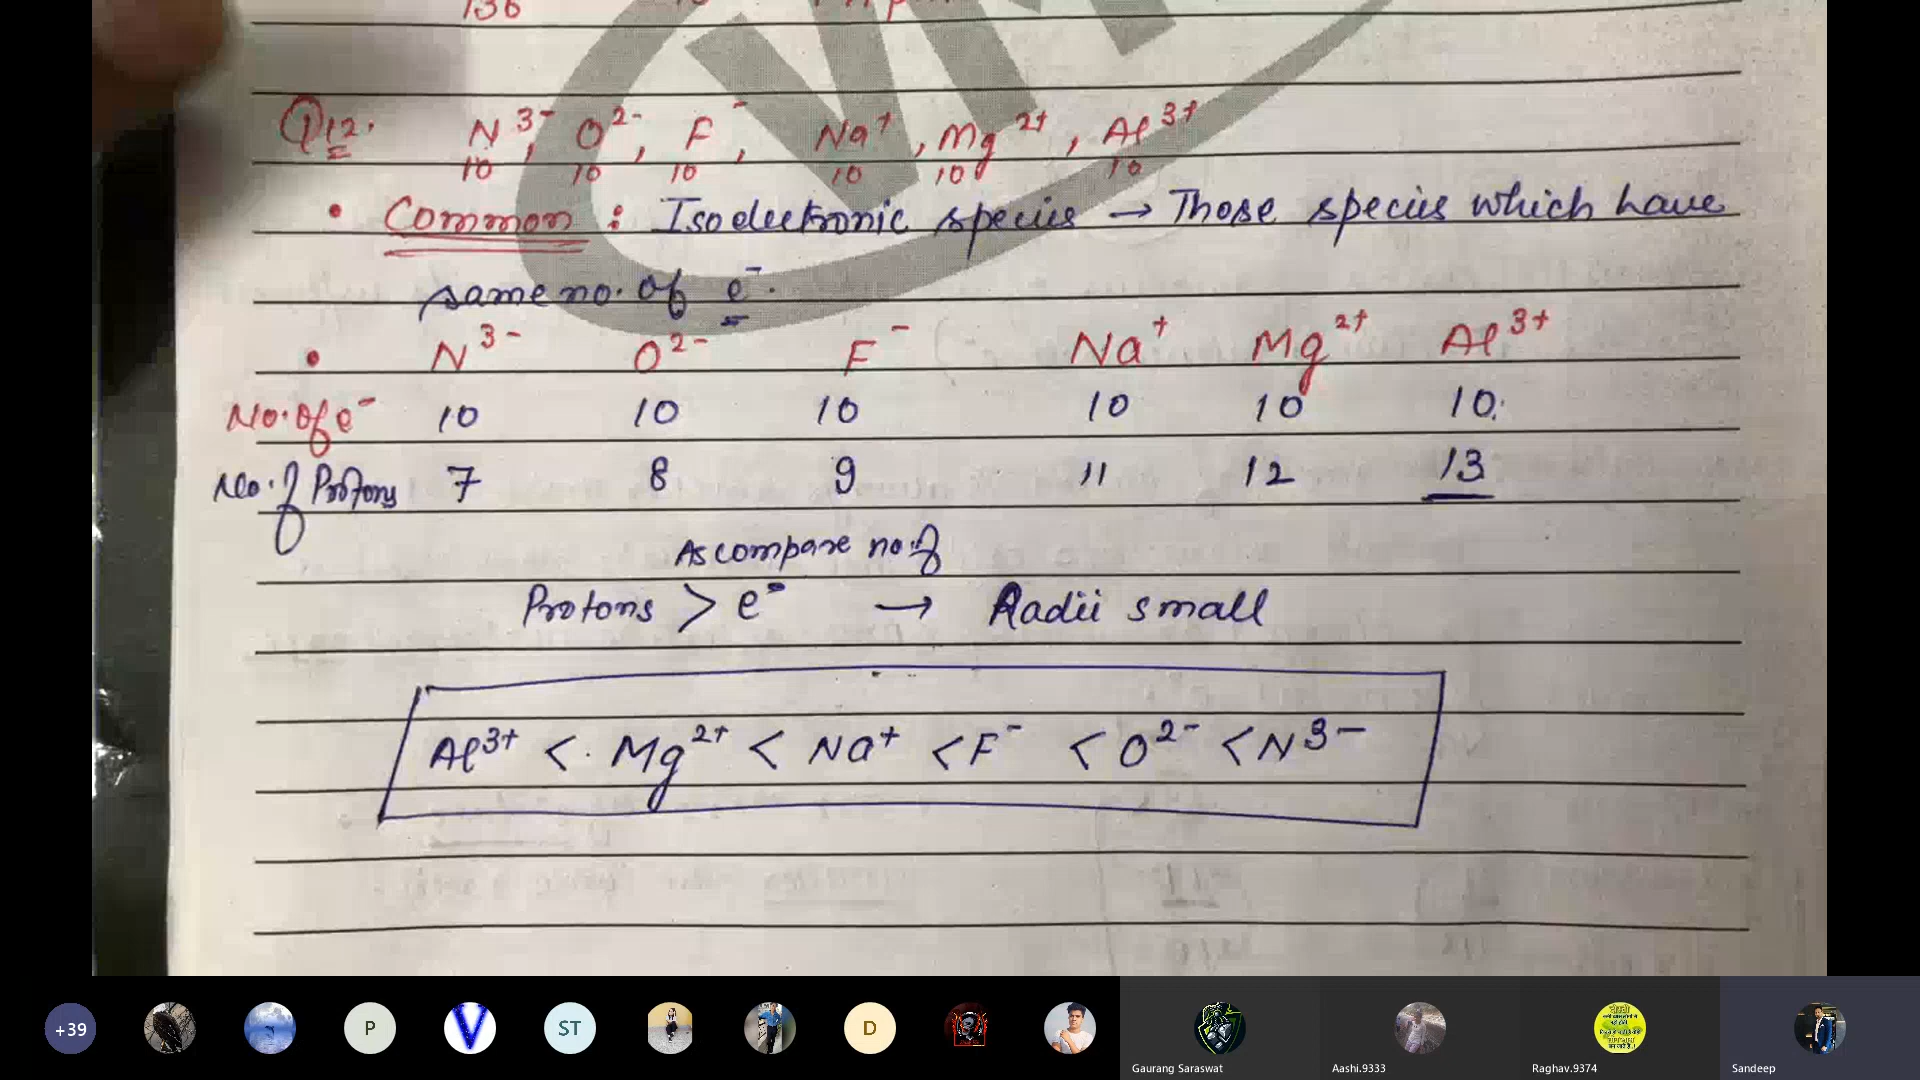 136
Q12. N³⁻, O²⁻, F⁻, Na⁺, Mg²⁺, Al³⁺
10 10 10 10 10 10
• Common : Isoelectronic species → Those species which have
same no. of e⁻.
• N³⁻ O²⁻ F⁻ Na⁺ Mg²⁺ Al³⁺
No. of e⁻ 10 10 10 10 10 10.
No. of Protons 7 8 9 11 12 13
As compare no. of
Protons > e⁻ → Radii small
Al³⁺ < Mg²⁺ < Na⁺ < F⁻ < O²⁻ < N³⁻
+39 P V ST D
Gaurang Saraswat Aashi.9333 Raghav.9374 Sandeep